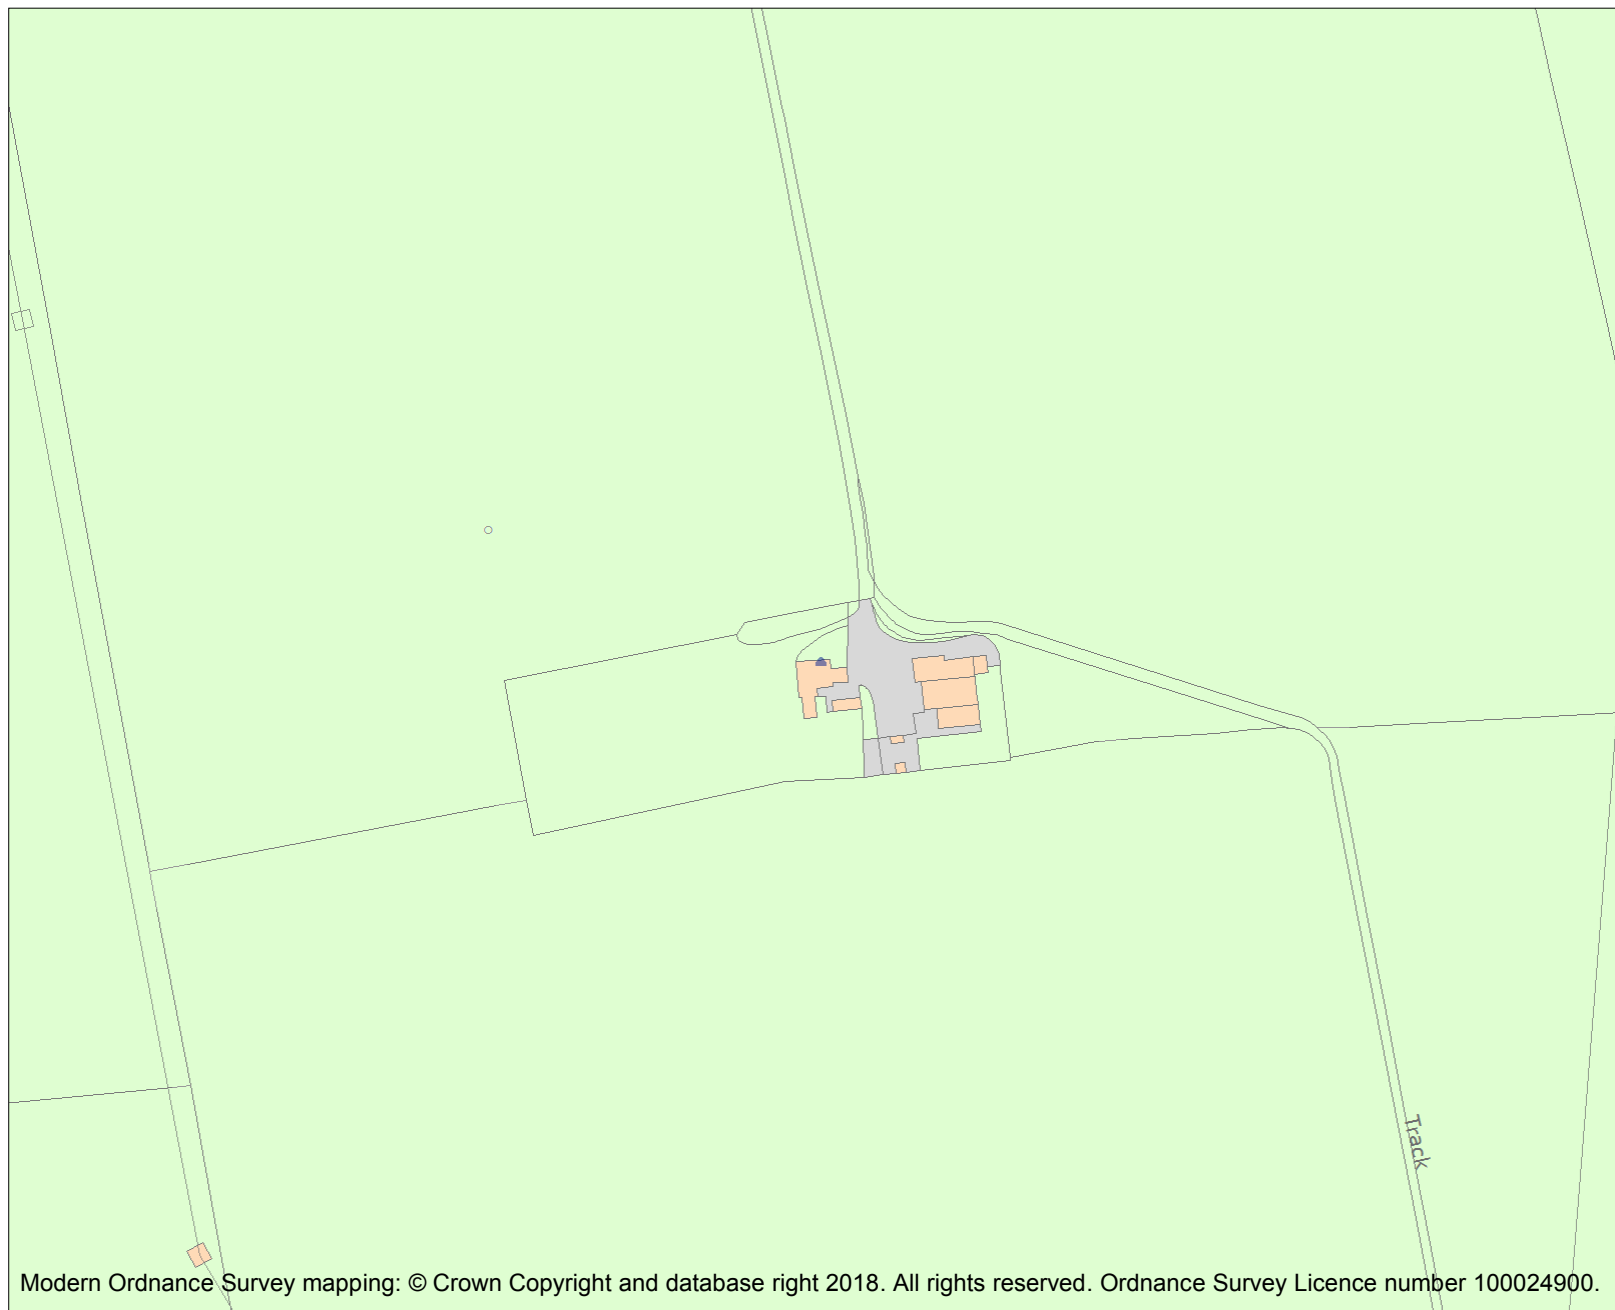 Track
Modern Ordnance Survey mapping: © Crown Copyright and database right 2018. All rights reserved. Ordnance Survey Licence number 100024900.